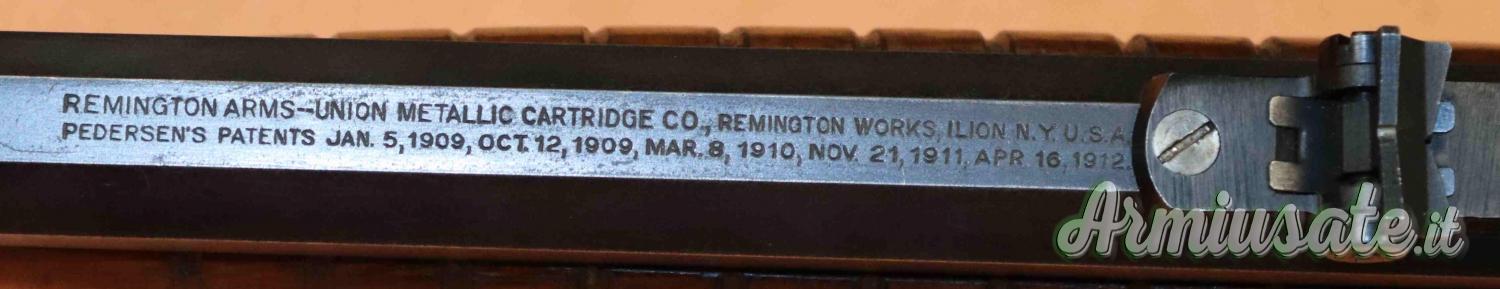 REMINGTON ARMS-UNION METALLIC CARTRIDGE CO., REMINGTON WORKS, ILION N.Y. U.S.A.
PEDERSEN'S PATENTS JAN. 5, 1909, OCT. 12, 1909, MAR. 8, 1910, NOV. 21, 1911, APR. 16, 1912.
Armiusate.it